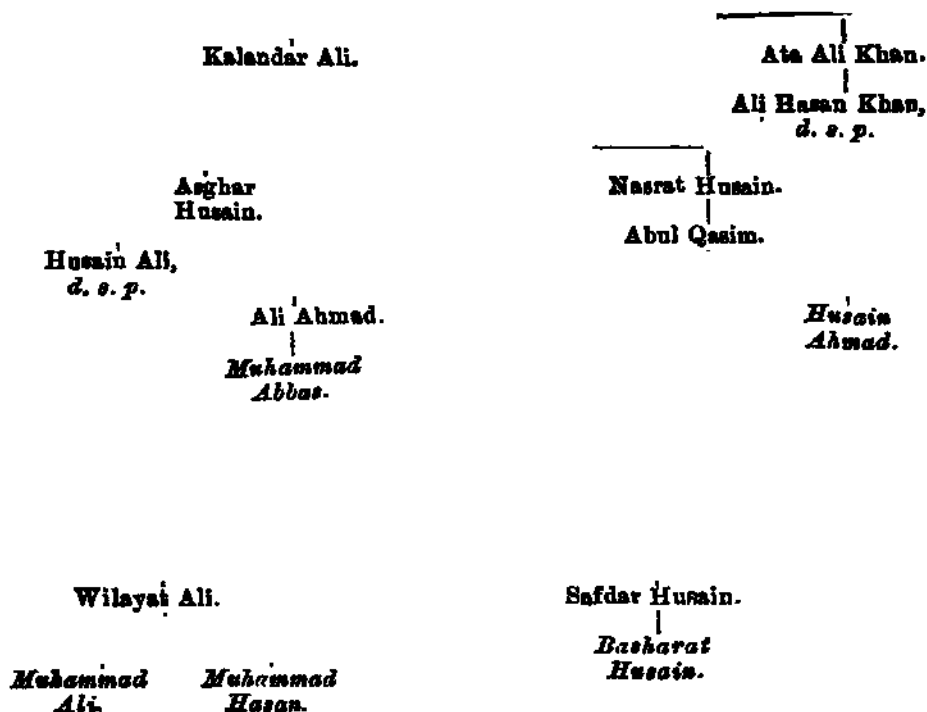 Kalandar Ali.
Ata Ali Khan.
Ali Hasan Khan,
d. s. p.
Asghar
Husain.
Nasrat Husain.
Abul Qasim.
Husain Ali,
d. s. p.
Ali Ahmad.
Husain
Ahmad.
Muhammad
Abbas.
Wilayat Ali.
Safdar Husain.
Basharat
Husain.
Muhammad
Ali,
Muhammad
Hasan.